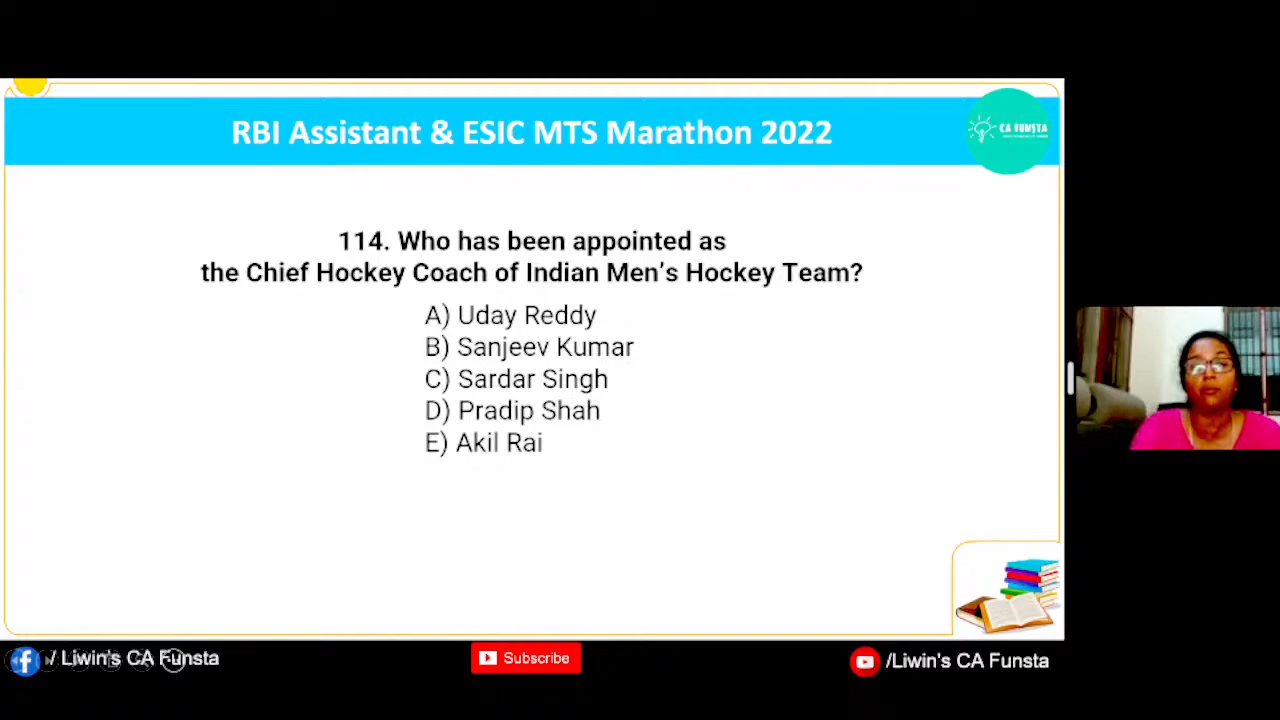 RBI Assistant & ESIC MTS Marathon 2022
CA FUNSTA
114. Who has been appointed as
the Chief Hockey Coach of Indian Men’s Hockey Team?
A) Uday Reddy
B) Sanjeev Kumar
C) Sardar Singh
D) Pradip Shah
E) Akil Rai
/ Liwin's CA Funsta
Subscribe
/Liwin's CA Funsta